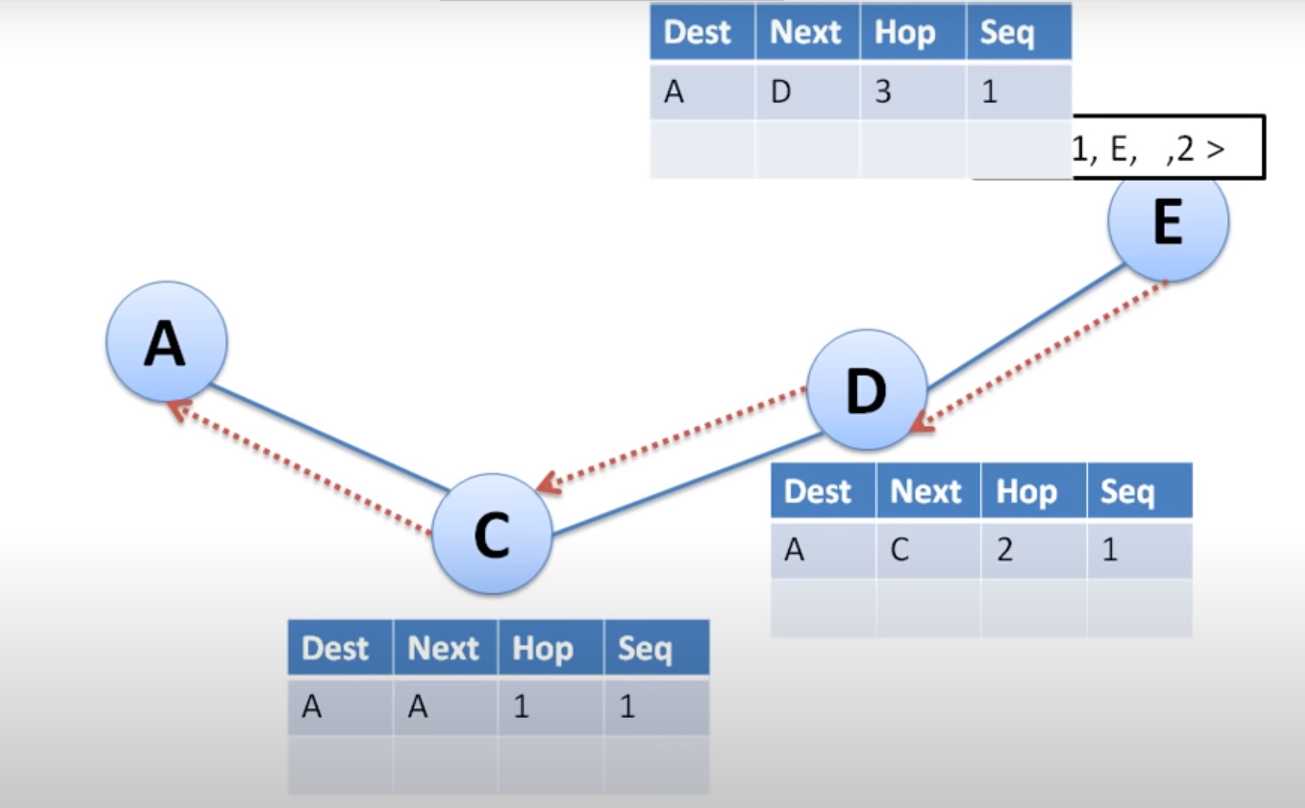 Dest Next Hop Seq
A D 3 1
1, E, ,2 >
E
A
D
Dest Next Hop Seq
A C 2 1
C
Dest Next Hop Seq
A A 1 1